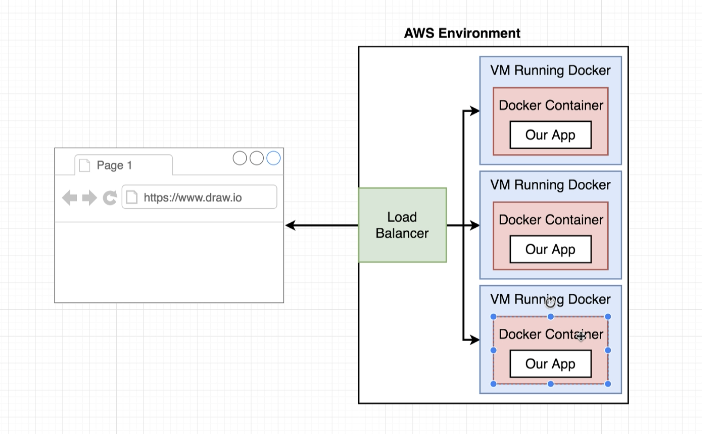 AWS Environment
VM Running Docker
Docker Container
Our App
Page 1
https://www.draw.io
Load
Balancer
VM Running Docker
Docker Container
Our App
VM Running Docker
Docker Container
Our App